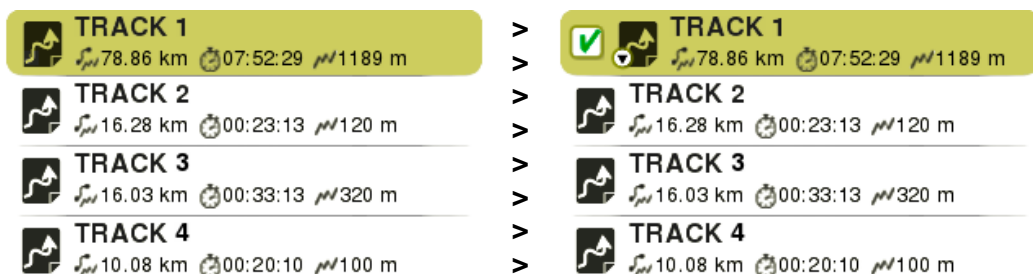 TRACK 1
78.86 km 07:52:29 1189 m
TRACK 2
16.28 km 00:23:13 120 m
TRACK 3
16.03 km 00:33:13 320 m
TRACK 4
10.08 km 00:20:10 100 m
>
>
>
>
>
>
>
>
TRACK 1
78.86 km 07:52:29 1189 m
TRACK 2
16.28 km 00:23:13 120 m
TRACK 3
16.03 km 00:33:13 320 m
TRACK 4
10.08 km 00:20:10 100 m